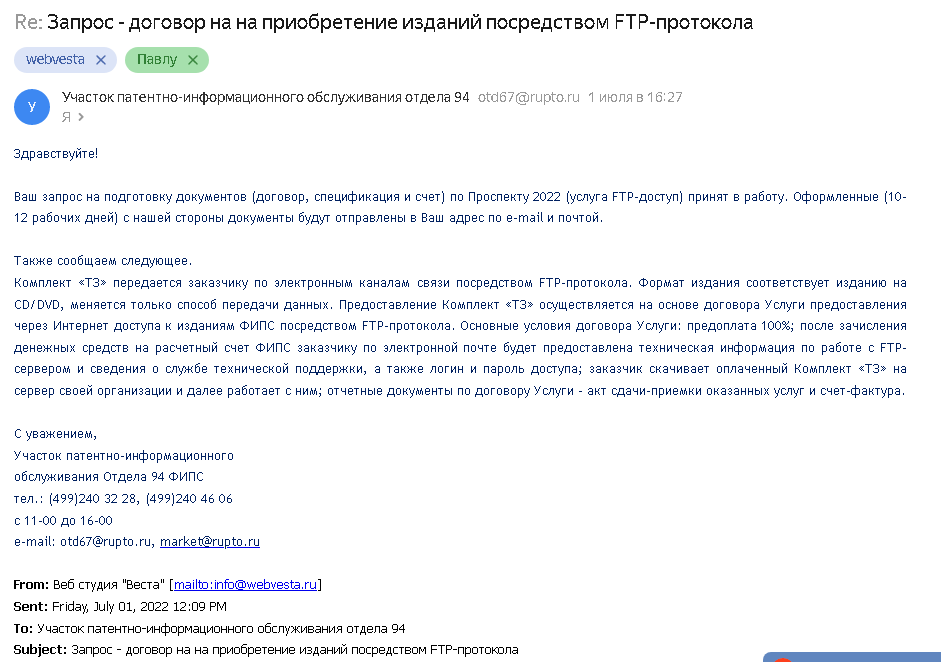 Re: Запрос - договор на на приобретение изданий посредством FTP-протокола
webvesta ✕ Павлу ✕
У Участок патентно-информационного обслуживания отдела 94 otd67@rupto.ru 1 июля в 16:27
Я >
Здравствуйте!
Ваш запрос на подготовку документов (договор, спецификация и счет) по Проспекту 2022 (услуга FTP-доступ) принят в работу. Оформленные (10-
12 рабочих дней) с нашей стороны документы будут отправлены в Ваш адрес по e-mail и почтой.
Также сообщаем следующее.
Комплект «ТЗ» передается заказчику по электронным каналам связи посредством FTP-протокола. Формат издания соответствует изданию на
CD/DVD, меняется только способ передачи данных. Предоставление Комплект «ТЗ» осуществляется на основе договора Услуги предоставления
через Интернет доступа к изданиям ФИПС посредством FTP-протокола. Основные условия договора Услуги: предоплата 100%; после зачисления
денежных средств на расчетный счет ФИПС заказчику по электронной почте будет предоставлена техническая информация по работе с FTP-
сервером и сведения о службе технической поддержки, а также логин и пароль доступа; заказчик скачивает оплаченный Комплект «ТЗ» на
сервер своей организации и далее работает с ним; отчетные документы по договору Услуги - акт сдачи-приемки оказанных услуг и счет-фактура.
С уважением,
Участок патентно-информационного
обслуживания Отдела 94 ФИПС
тел.: (499)240 32 28, (499)240 46 06
с 11-00 до 16-00
e-mail: otd67@rupto.ru, market@rupto.ru
From: Веб студия "Веста" [mailto:info@webvesta.ru]
Sent: Friday, July 01, 2022 12:09 PM
To: Участок патентно-информационного обслуживания отдела 94
Subject: Запрос - договор на на приобретение изданий посредством FTP-протокола